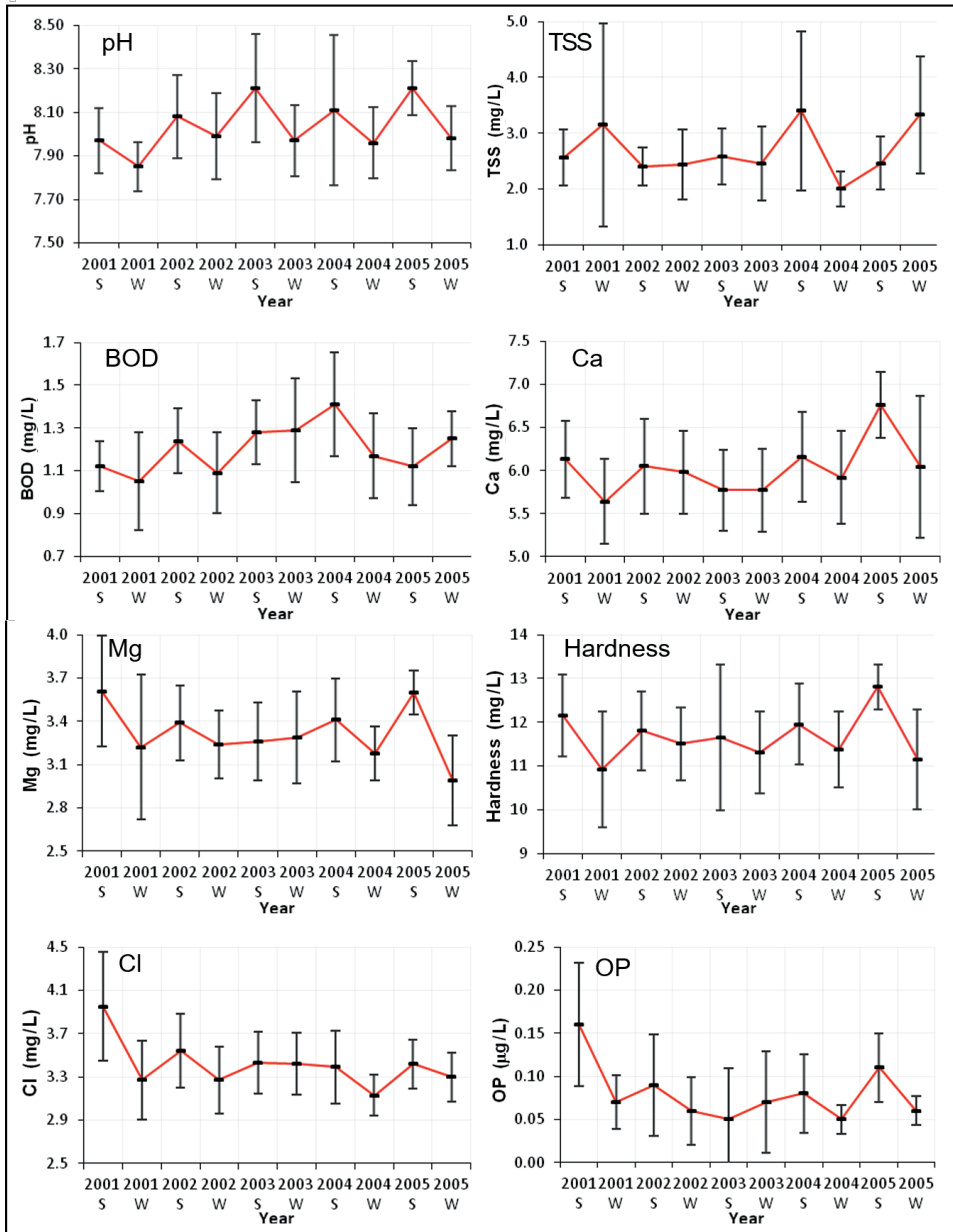 pH
pH
8.50
8.30
8.10
7.90
7.70
7.50
2001 2001 2002 2002 2003 2003 2004 2004 2005 2005
S W S W S W S W S W
Year
TSS
TSS (mg/L)
5.0
4.0
3.0
2.0
1.0
2001 2001 2002 2002 2003 2003 2004 2004 2005 2005
S W S W S W S W S W
Year
BOD
BOD (mg/L)
1.7
1.5
1.3
1.1
0.9
0.7
2001 2001 2002 2002 2003 2003 2004 2004 2005 2005
S W S W S W S W S W
Year
Ca
Ca (mg/L)
7.5
7.0
6.5
6.0
5.5
5.0
2001 2001 2002 2002 2003 2003 2004 2004 2005 2005
S W S W S W S W S W
Year
Mg
Mg (mg/L)
4.0
3.7
3.4
3.1
2.8
2.5
2001 2001 2002 2002 2003 2003 2004 2004 2005 2005
S W S W S W S W S W
Year
Hardness
Hardness (mg/L)
14
13
12
11
10
9
2001 2001 2002 2002 2003 2003 2004 2004 2005 2005
S W S W S W S W S W
Year
Cl
Cl (mg/L)
4.5
4.1
3.7
3.3
2.9
2.5
2001 2001 2002 2002 2003 2003 2004 2004 2005 2005
S W S W S W S W S W
Year
OP
OP (µg/L)
0.25
0.20
0.15
0.10
0.05
0.00
2001 2001 2002 2002 2003 2003 2004 2004 2005 2005
S W S W S W S W S W
Year